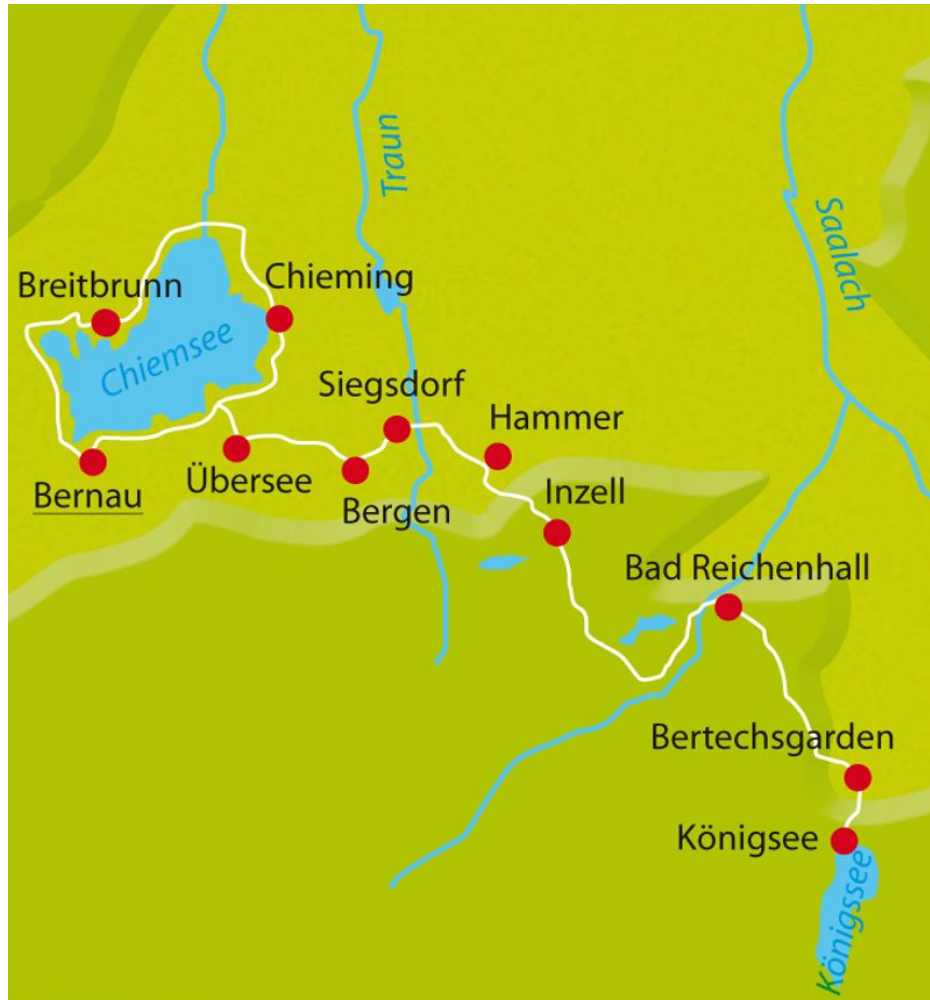 Traun
Saalach
Breitbrunn
Chieming
Chiemsee
Siegsdorf
Hammer
Bernau
Übersee
Bergen
Inzell
Bad Reichenhall
Bertechsgarden
Königsee
Königssee